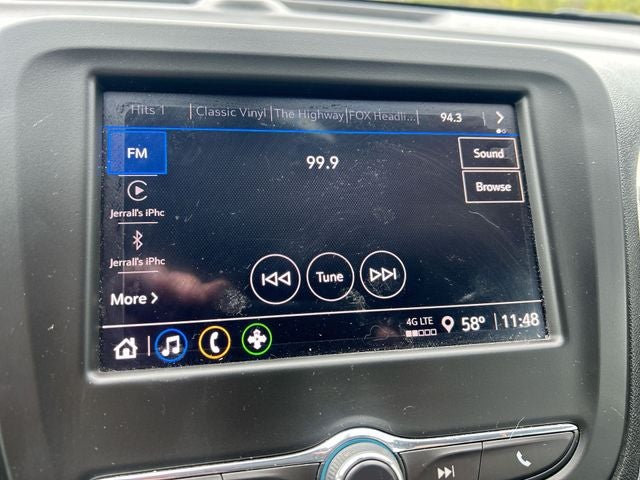 Hits 1 Classic Vinyl The Highway FOX Headli... 94.3
FM
99.9
Sound
Browse
Jerrall's iPhc
Jerrall's iPhc
Tune
More
4G LTE 58° 11:48